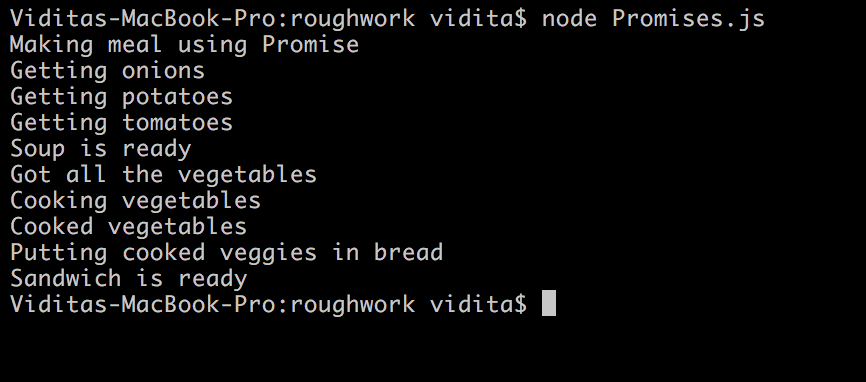 Viditas-MacBook-Pro:roughwork vidita$ node Promises.js
Making meal using Promise
Getting onions
Getting potatoes
Getting tomatoes
Soup is ready
Got all the vegetables
Cooking vegetables
Cooked vegetables
Putting cooked veggies in bread
Sandwich is ready
Viditas-MacBook-Pro:roughwork vidita$